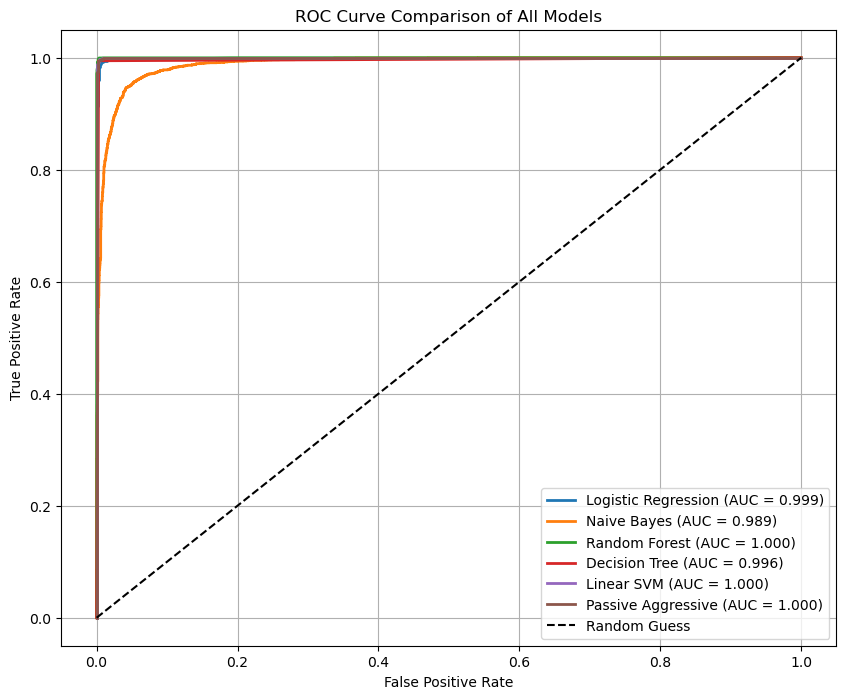 ROC Curve Comparison of All Models
True Positive Rate
1.0
0.8
0.6
0.4
0.2
0.0
Logistic Regression (AUC = 0.999)
Naive Bayes (AUC = 0.989)
Random Forest (AUC = 1.000)
Decision Tree (AUC = 0.996)
Linear SVM (AUC = 1.000)
Passive Aggressive (AUC = 1.000)
Random Guess
0.0 0.2 0.4 0.6 0.8 1.0
False Positive Rate